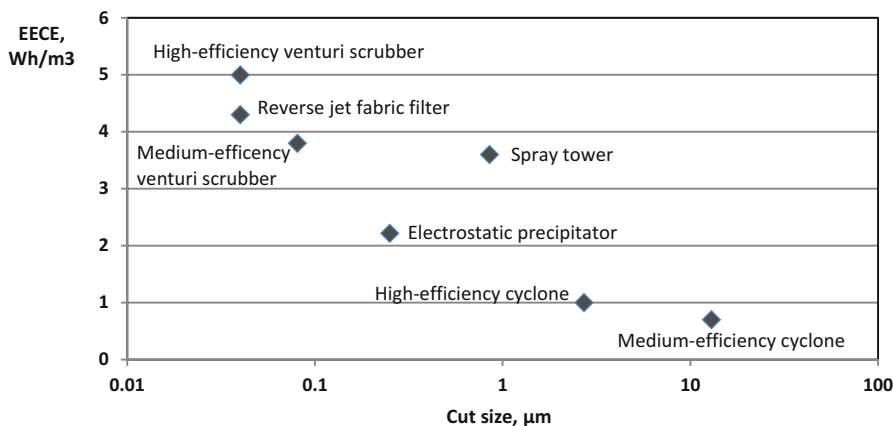 EECE,
Wh/m3
6
5
4
3
2
1
0
High-efficiency venturi scrubber
Reverse jet fabric filter
Medium-efficency
venturi scrubber
Spray tower
Electrostatic precipitator
High-efficiency cyclone
Medium-efficiency cyclone
0.01 0.1 1 10 100
Cut size, µm